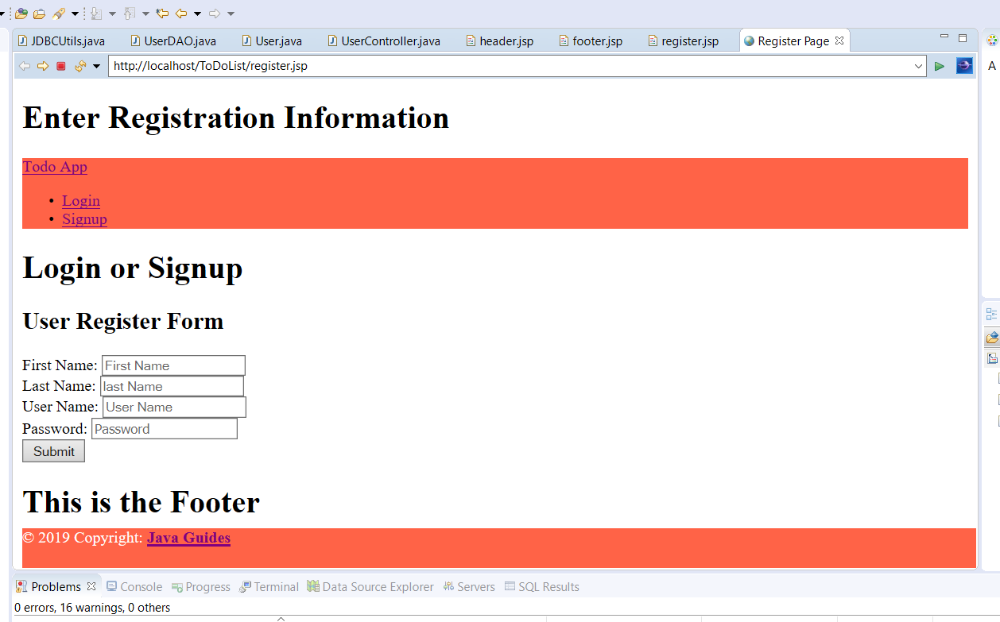 JDBCUtils.java UserDAO.java User.java UserController.java header.jsp footer.jsp register.jsp Register Page
http://localhost/ToDoList/register.jsp
A
Enter Registration Information
Todo App
• Login
• Signup
Login or Signup
User Register Form
First Name: First Name
Last Name: last Name
User Name: User Name
Password: Password
Submit
This is the Footer
© 2019 Copyright: Java Guides
Problems Console Progress Terminal Data Source Explorer Servers SQL Results
0 errors, 16 warnings, 0 others